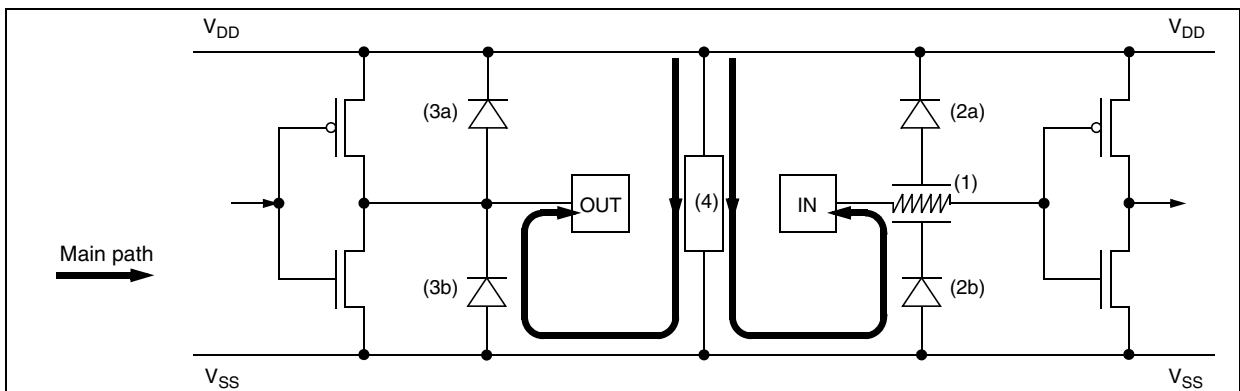 VDD
VDD
(3a)
(2a)
(1)
OUT
(4)
IN
Main path
(3b)
(2b)
VSS
VSS